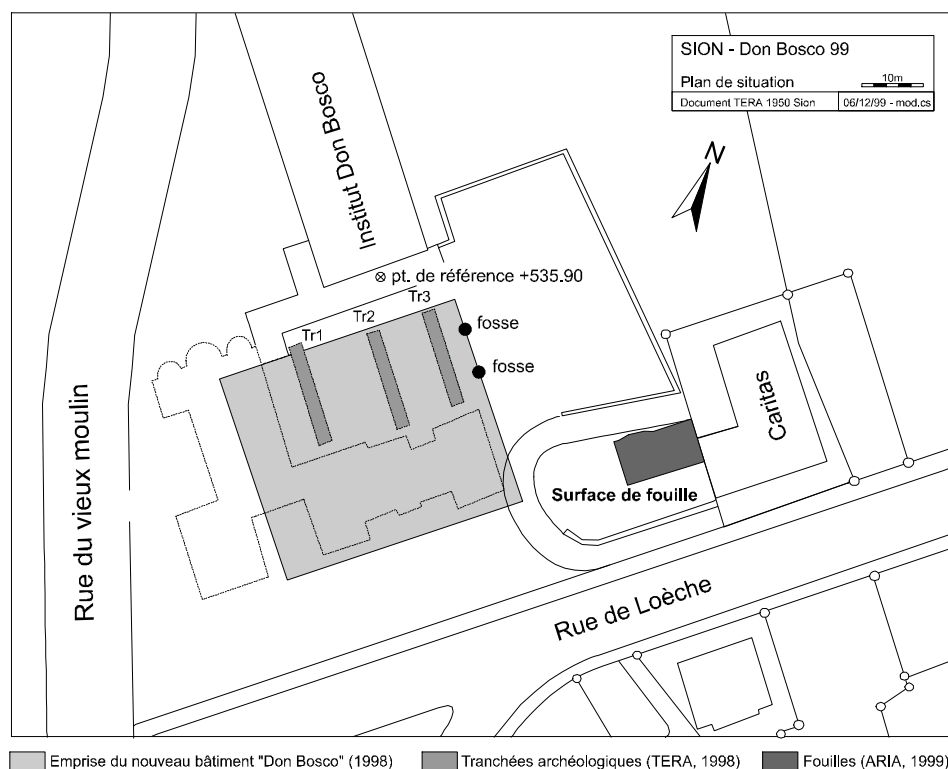 SION - Don Bosco 99
Plan de situation
10m
Document TERA 1950 Sion
06/12/99 - mod.cs
Institut Don Bosco
N
pt. de référence +535.90
Tr3
Tr2
Tr1
fosse
fosse
Caritas
Surface de fouille
Rue du vieux moulin
Rue de Loèche
Emprise du nouveau bâtiment "Don Bosco" (1998)
Tranchées archéologiques (TERA, 1998)
Fouilles (ARIA, 1999)